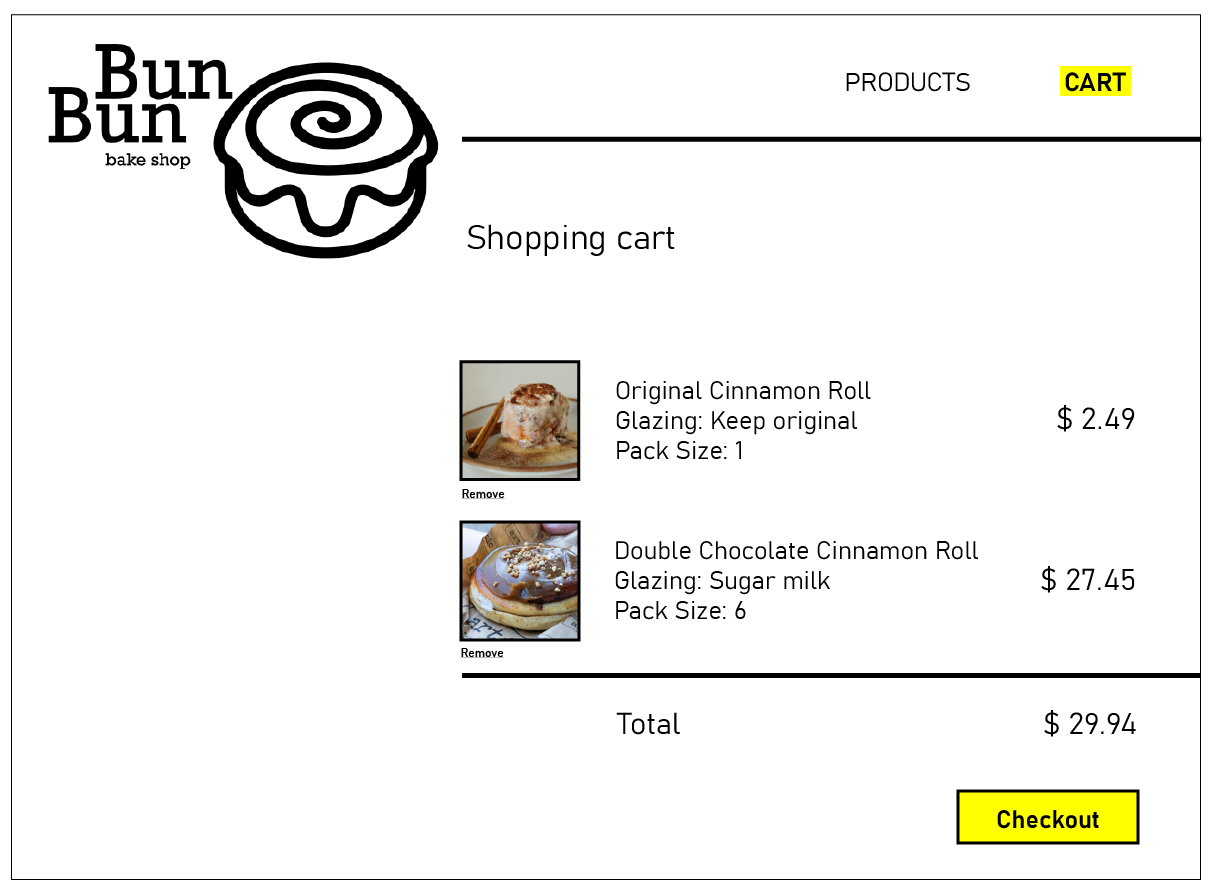 Bun
Bun
bake shop
PRODUCTS
CART
Shopping cart
Original Cinnamon Roll
Glazing: Keep original
Pack Size: 1
$ 2.49
Remove
Double Chocolate Cinnamon Roll
Glazing: Sugar milk
Pack Size: 6
$ 27.45
Remove
Total
$ 29.94
Checkout